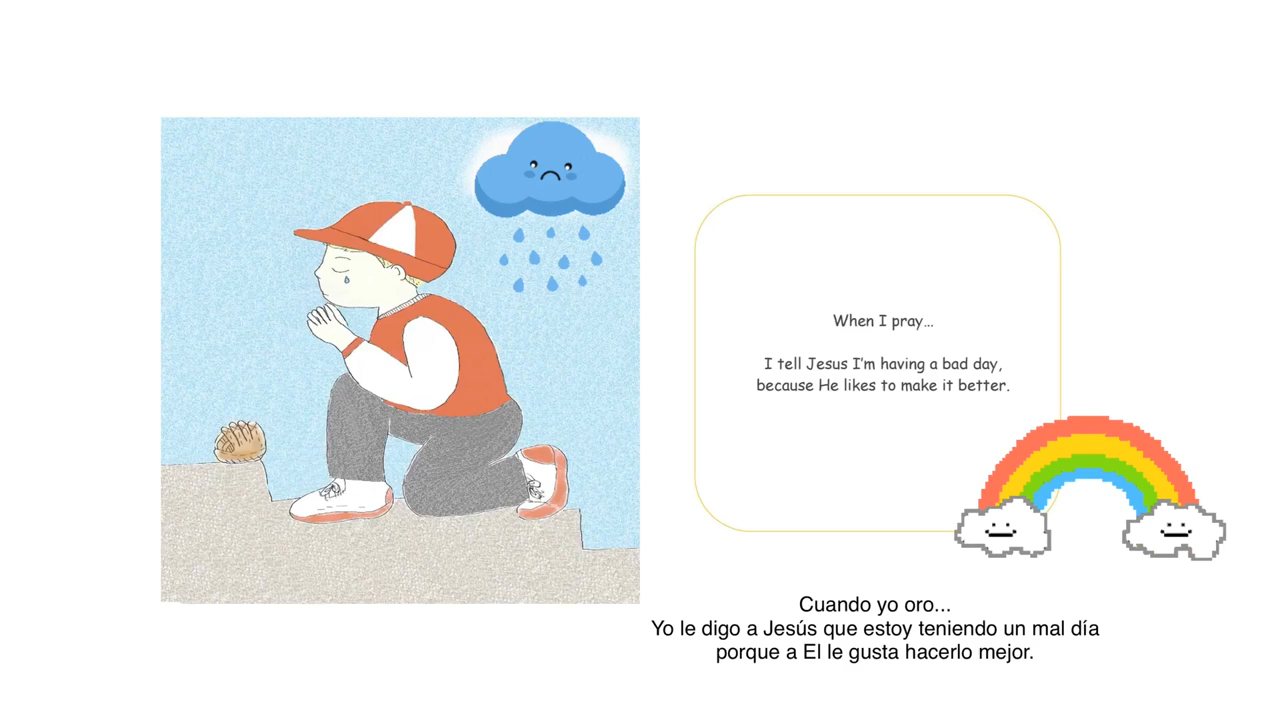 When I pray...
I tell Jesus I'm having a bad day,
because He likes to make it better.
Cuando yo oro...
Yo le digo a Jesús que estoy teniendo un mal día
porque a El le gusta hacerlo mejor.